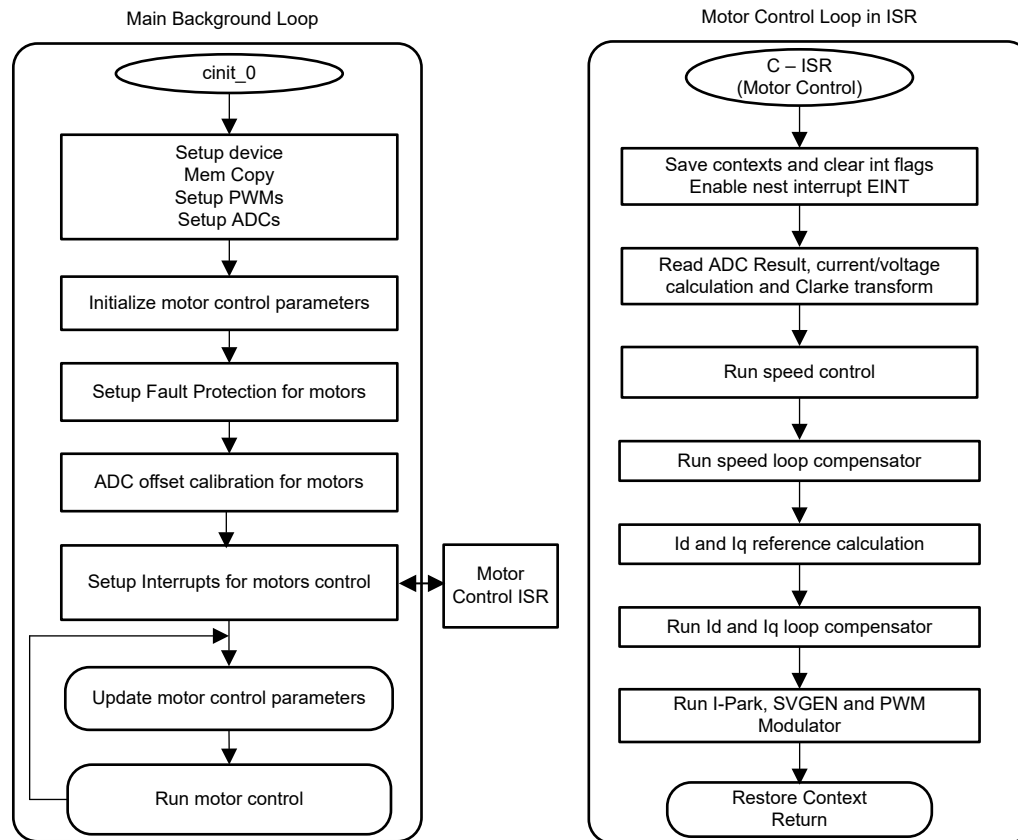 Main Background Loop
cinit_0
Setup device
Mem Copy
Setup PWMs
Setup ADCs
Initialize motor control parameters
Setup Fault Protection for motors
ADC offset calibration for motors
Setup Interrupts for motors control
Motor
Control ISR
Update motor control parameters
Run motor control
Motor Control Loop in ISR
C – ISR
(Motor Control)
Save contexts and clear int flags
Enable nest interrupt EINT
Read ADC Result, current/voltage
calculation and Clarke transform
Run speed control
Run speed loop compensator
Id and Iq reference calculation
Run Id and Iq loop compensator
Run I-Park, SVGEN and PWM
Modulator
Restore Context
Return